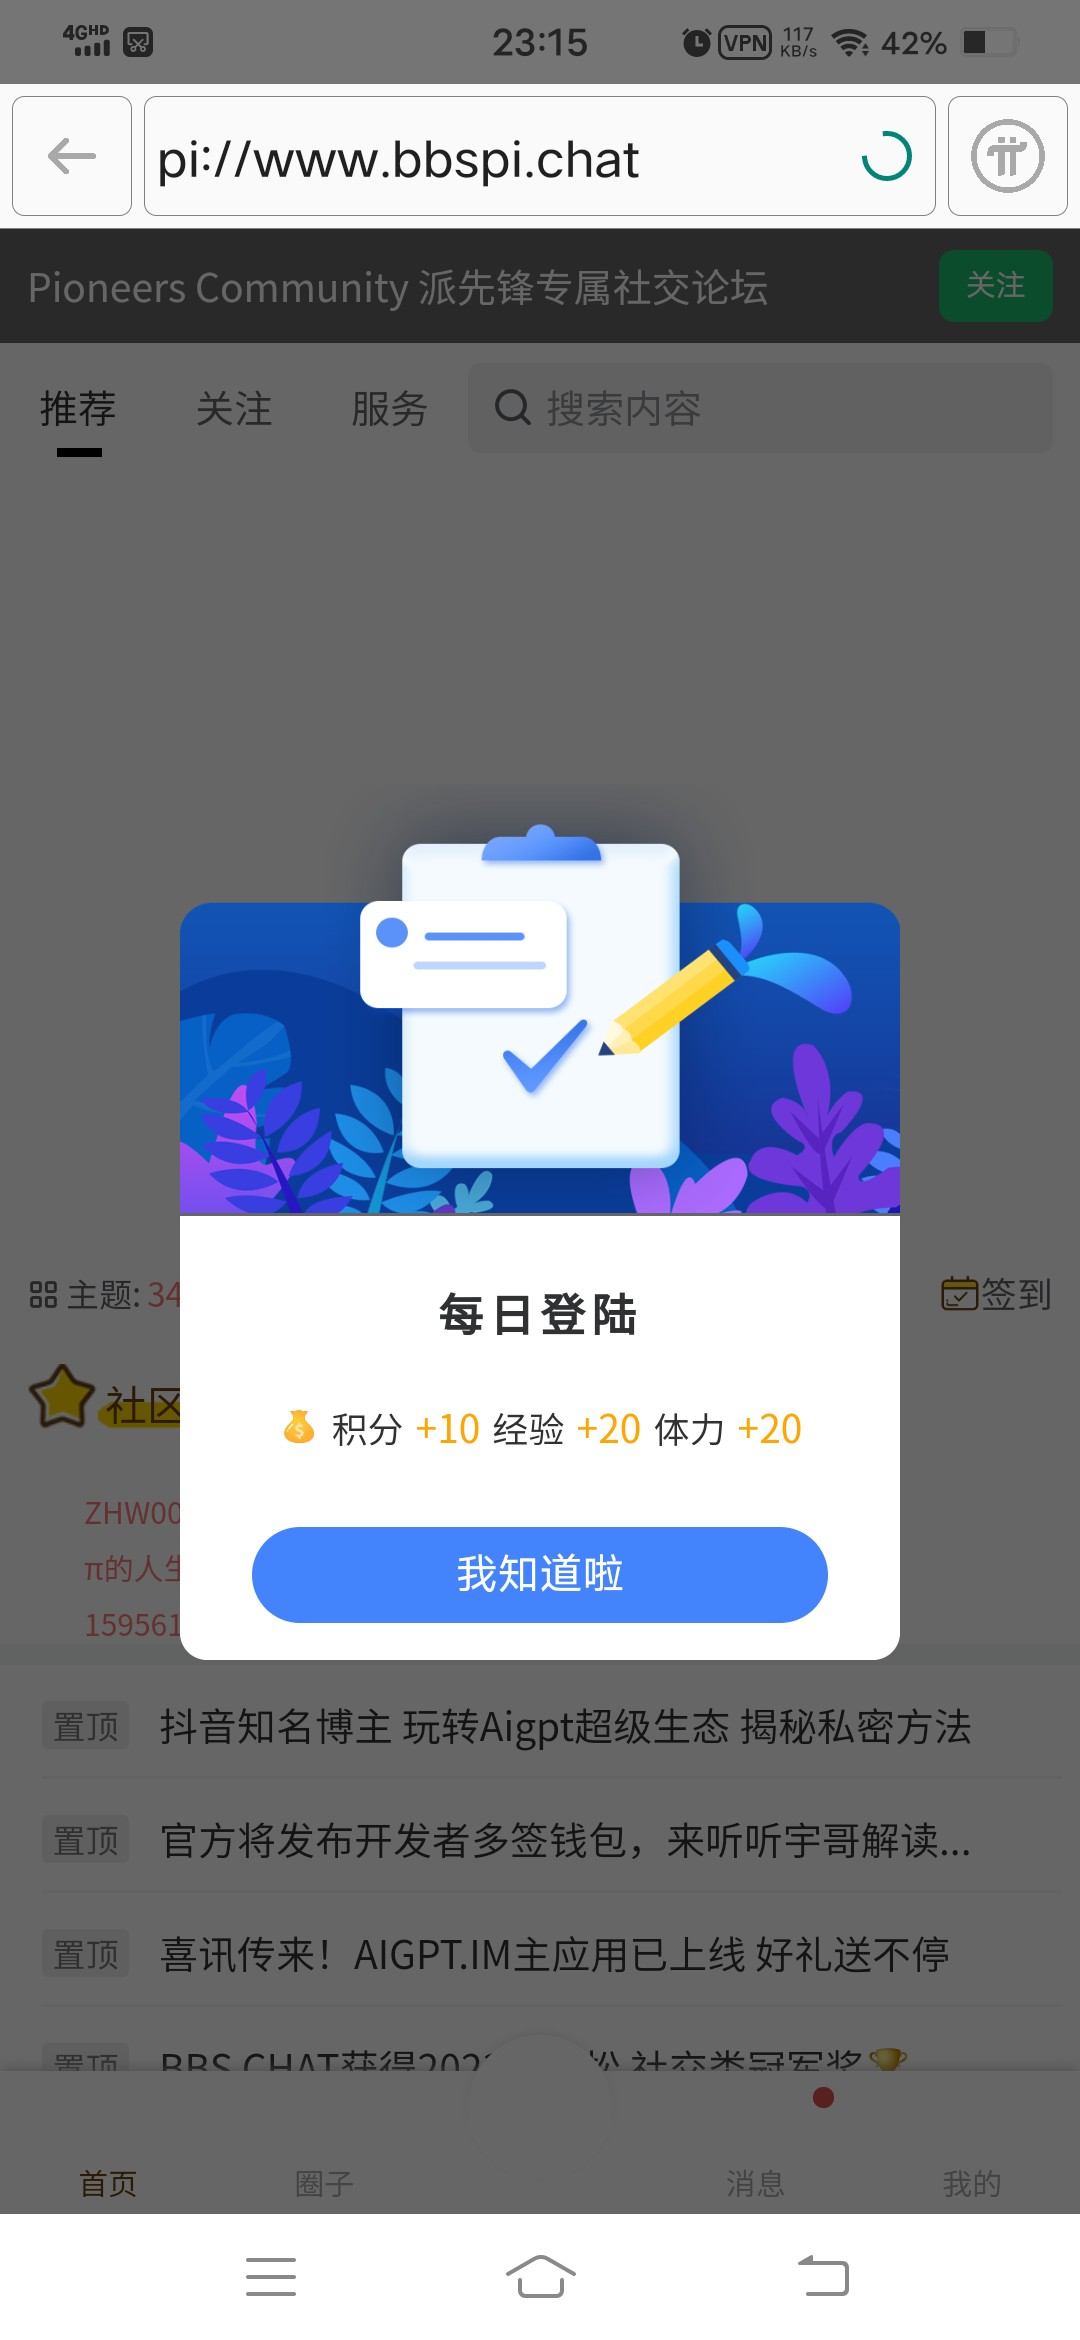 4GHD 23:15 VPN 117 KB/s 42%
pi://www.bbspi.chat
Pioneers Community 派先锋专属社交论坛 关注
推荐 关注 服务 搜索内容
主题: 34 签到
社区
每日登陆
积分 +10 经验 +20 体力 +20
ZHW00
π的人生
我知道啦
159561
置顶 抖音知名博主 玩转Aigpt超级生态 揭秘私密方法
置顶 官方将发布开发者多签钱包，来听听宇哥解读...
置顶 喜讯传来！AIGPT.IM主应用已上线 好礼送不停
置顶 BBS CHAT获得202 松 社交类冠军奖🏆
首页 圈子 消息 我的